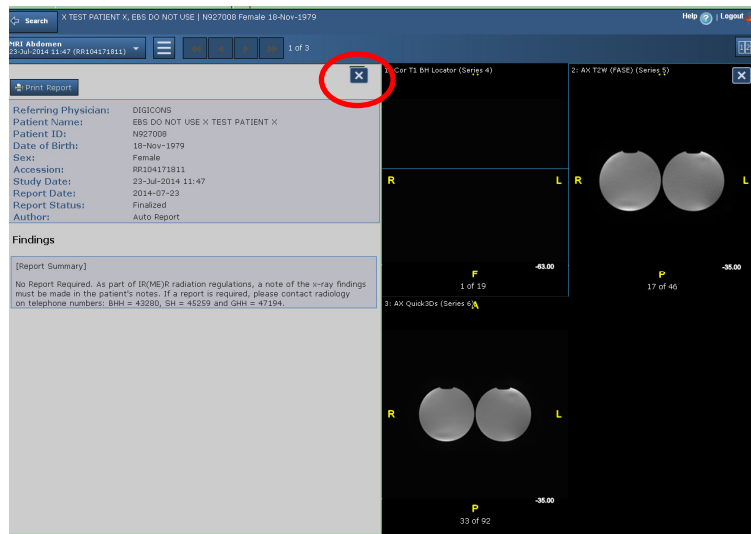 Search
X TEST PATIENT X, EBS DO NOT USE | N927008 Female 18-Nov-1979
Help ? | Logout
MRI Abdomen
23-Jul-2014 11:47 (RR104171811)
1 of 3
Print Report
Referring Physician: DIGICONS
Patient Name: EBS DO NOT USE X TEST PATIENT X
Patient ID: N927008
Date of Birth: 18-Nov-1979
Sex: Female
Accession: RR104171811
Study Date: 23-Jul-2014 11:47
Report Date: 2014-07-23
Report Status: Finalized
Author: Auto Report
Findings
[Report Summary]
No Report Required. As part of IR(ME)R radiation regulations, a note of the x-ray findings
must be made in the patient's notes. If a report is required, please contact radiology
on telephone numbers: BHH = 43280, SH = 45259 and GHH = 47194.
1: Cor T1 BH Locator (Series 4)
R
L
-63.00
F
1 of 19
2: AX T2W (FASE) (Series 5)
R
L
-35.00
P
17 of 46
3: AX Quick3Ds (Series 6)
A
R
L
-35.00
P
33 of 92